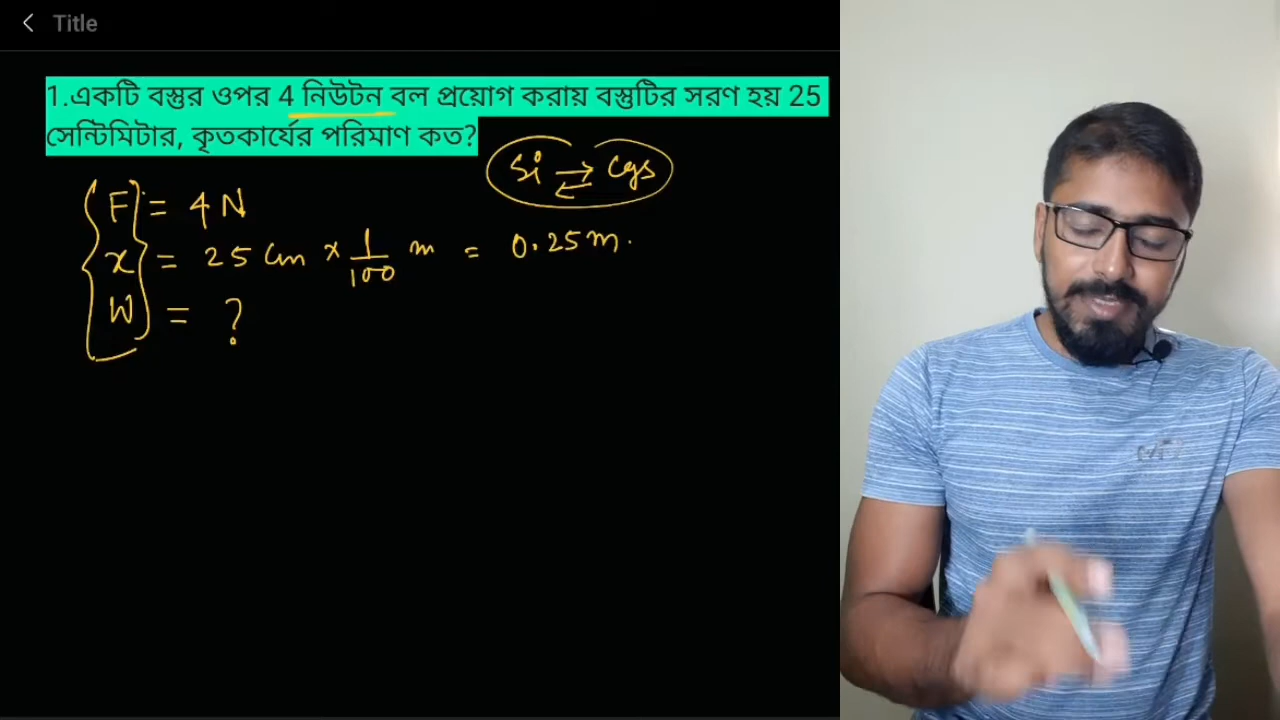 Title
1.একটি বস্তুর ওপর 4 নিউটন বল প্রয়োগ করায় বস্তুটির সরণ হয় 25
সেন্টিমিটার, কৃতকার্যের পরিমাণ কত?
Si ⇌ Cgs
F = 4 N
x = 25 cm × 1/100 m = 0.25 m.
W = ?